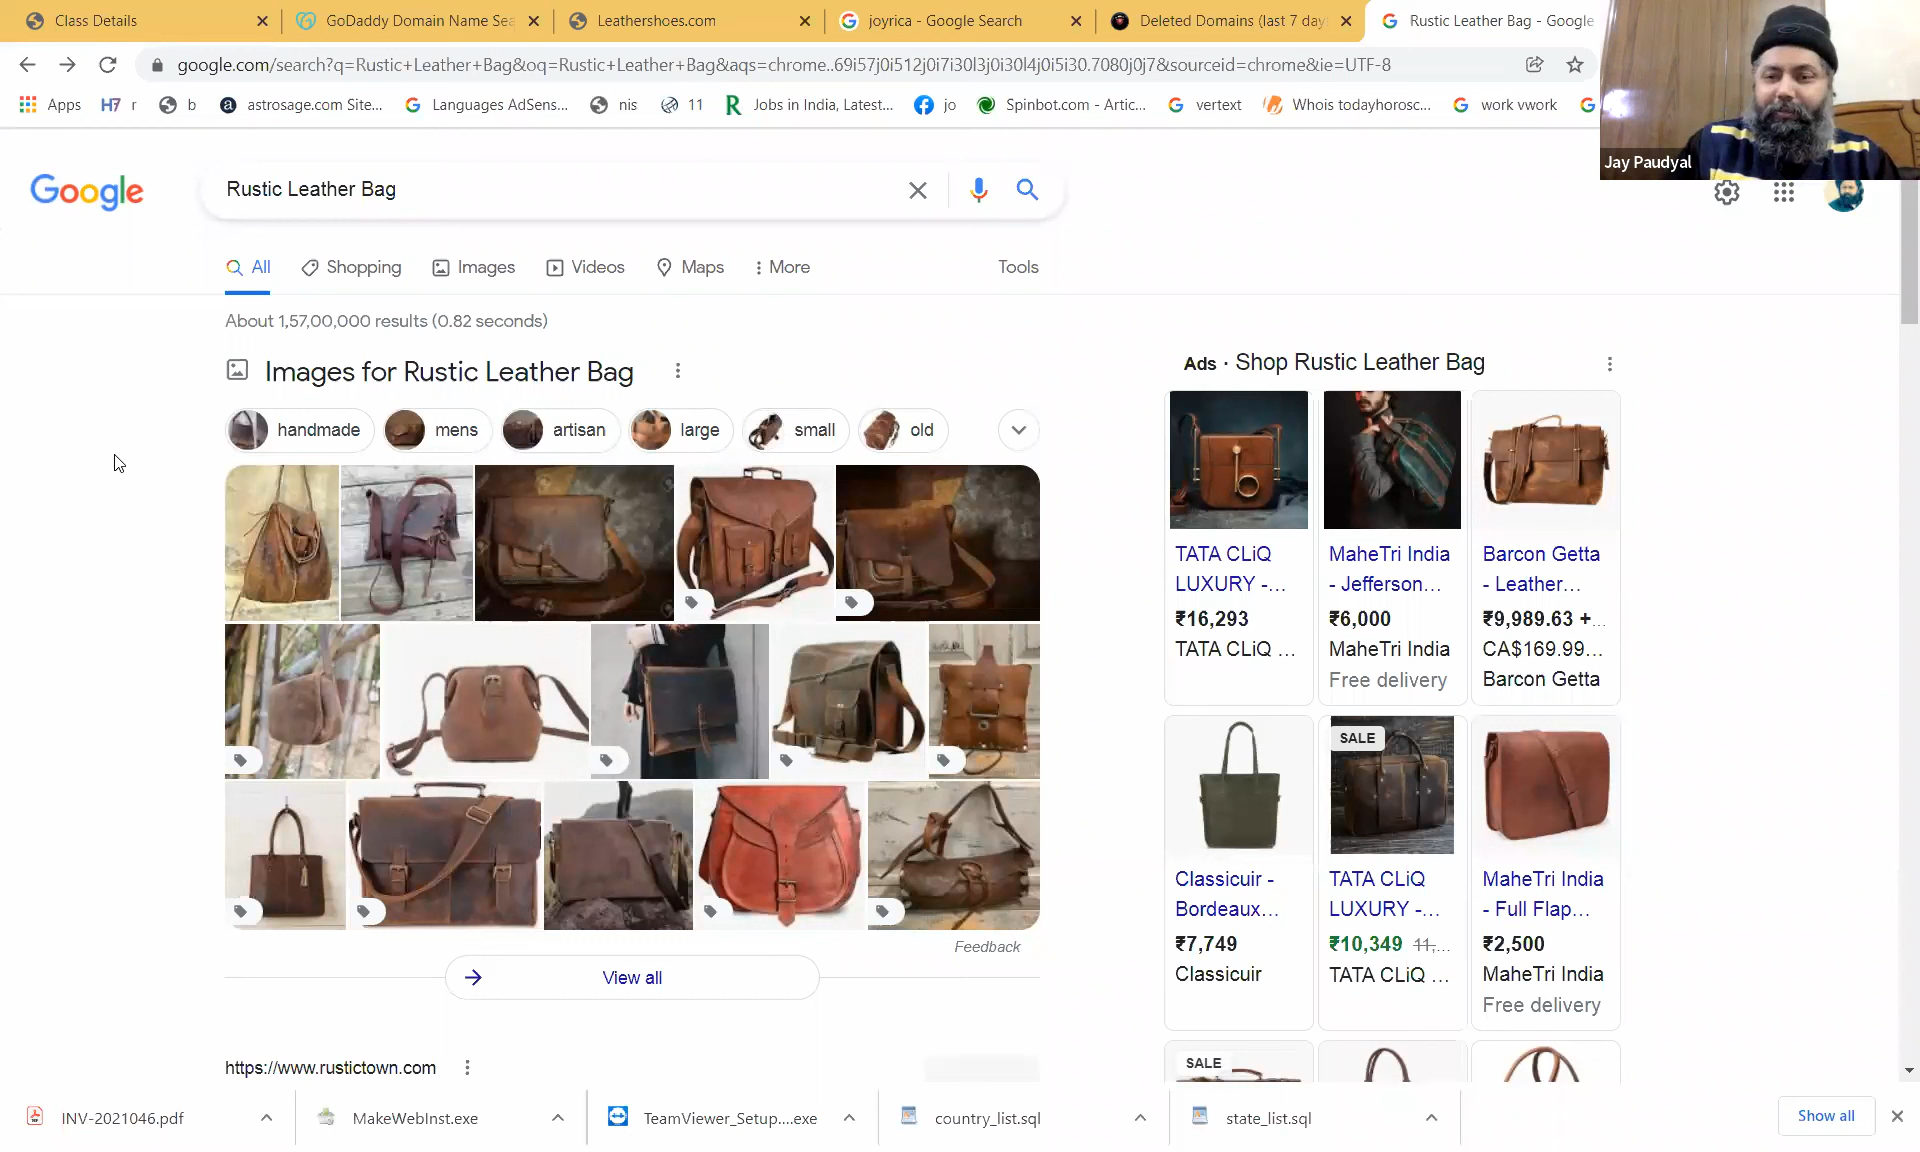 Class Details
GoDaddy Domain Name Sea
Leathershoes.com
joyrica - Google Search
Deleted Domains (last 7 day
Rustic Leather Bag - Google
google.com/search?q=Rustic+Leather+Bag&oq=Rustic+Leather+Bag&aqs=chrome..69i57j0i512j0i7i30l3j0i30l4j0i5i30.7080j0j7&sourceid=chrome&ie=UTF-8
Apps
H7 r
b
astrosage.com Site...
Languages AdSens...
nis
11
Jobs in India, Latest...
jo
Spinbot.com - Artic...
vertext
Whois todayhorosc...
work vwork
Jay Paudyal
Google
Rustic Leather Bag
All
Shopping
Images
Videos
Maps
More
Tools
About 1,57,00,000 results (0.82 seconds)
Images for Rustic Leather Bag
handmade
mens
artisan
large
small
old
Feedback
View all
https://www.rustictown.com
Ads · Shop Rustic Leather Bag
TATA CLiQ
LUXURY -...
₹16,293
TATA CLiQ ...
MaheTri India
- Jefferson...
₹6,000
MaheTri India
Free delivery
Barcon Getta
- Leather...
₹9,989.63 +...
CA$169.99...
Barcon Getta
Classicuir -
Bordeaux...
₹7,749
Classicuir
SALE
TATA CLiQ
LUXURY -...
₹10,349 11,...
TATA CLiQ ...
MaheTri India
- Full Flap...
₹2,500
MaheTri India
Free delivery
SALE
INV-2021046.pdf
MakeWebInst.exe
TeamViewer_Setup....exe
country_list.sql
state_list.sql
Show all